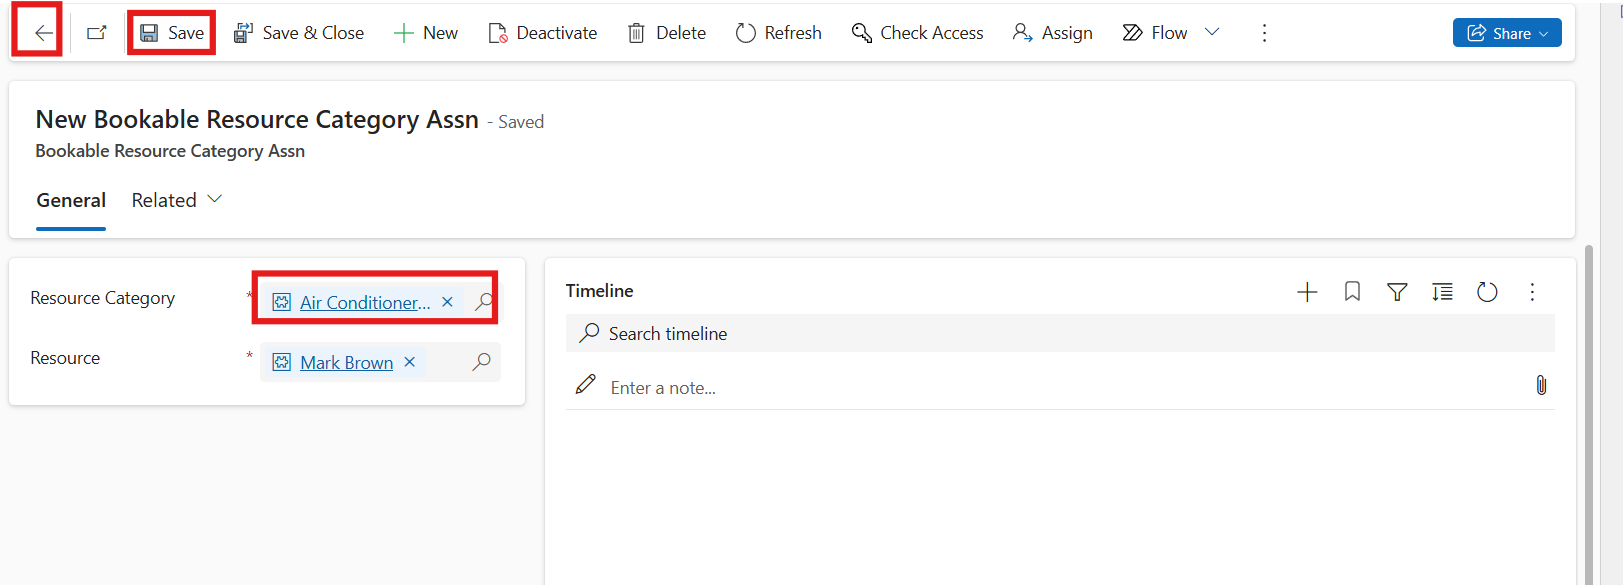 Save Save & Close New Deactivate Delete Refresh Check Access Assign Flow Share
New Bookable Resource Category Assn - Saved
Bookable Resource Category Assn
General Related
Resource Category * Air Conditioner...
Resource * Mark Brown
Timeline
Search timeline
Enter a note...